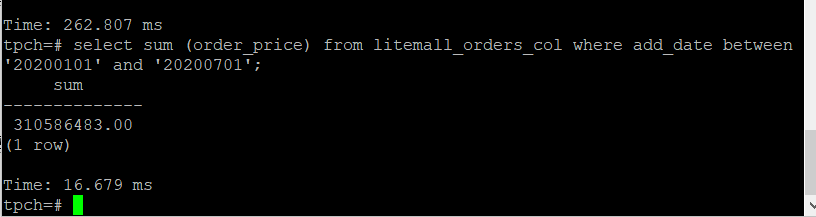 Time: 262.807 ms
tpch=# select sum (order_price) from litemall_orders_col where add_date between
'20200101' and '20200701';
sum
--------------
310586483.00
(1 row)
Time: 16.679 ms
tpch=#